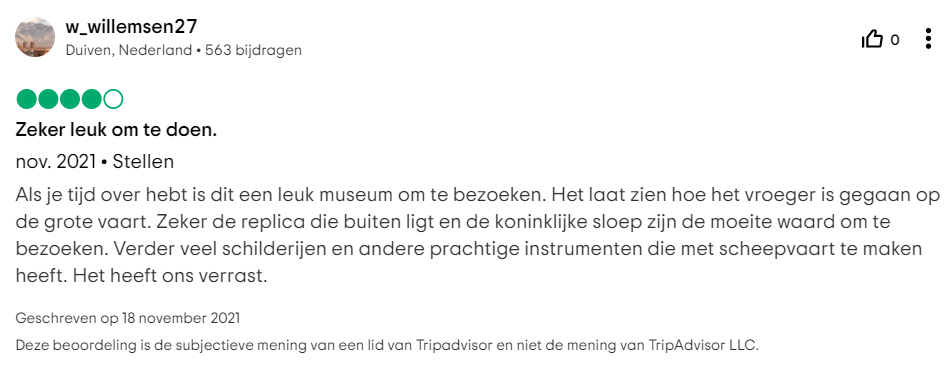 w_willemsen27
Duiven, Nederland • 563 bijdragen
0
Zeker leuk om te doen.
nov. 2021 • Stellen
Als je tijd over hebt is dit een leuk museum om te bezoeken. Het laat zien hoe het vroeger is gegaan op
de grote vaart. Zeker de replica die buiten ligt en de koninklijke sloep zijn de moeite waard om te
bezoeken. Verder veel schilderijen en andere prachtige instrumenten die met scheepvaart te maken
heeft. Het heeft ons verrast.
Geschreven op 18 november 2021
Deze beoordeling is de subjectieve mening van een lid van Tripadvisor en niet de mening van TripAdvisor LLC.